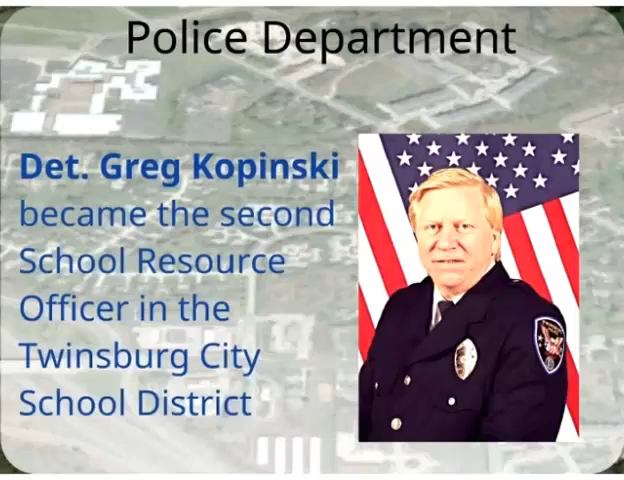 Police Department
Det. Greg Kopinski
became the second
School Resource
Officer in the
Twinsburg City
School District